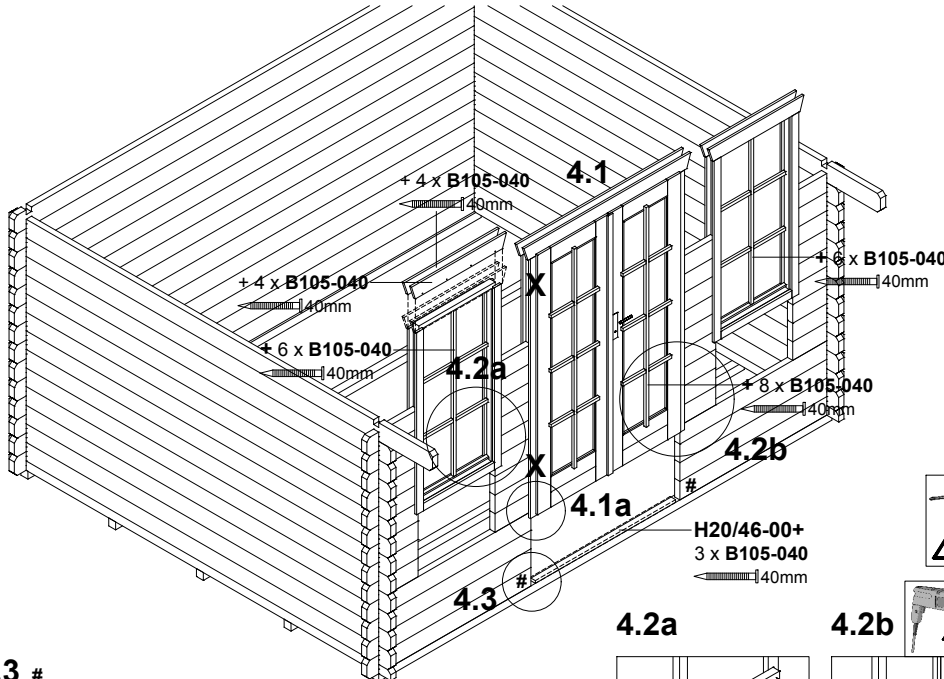 4.1
+ 4 x B105-040
40mm
+ 4 x B105-040
40mm
+ 6 x B105-040
40mm
+ 6 x B105-040
40mm
X
4.2a
+ 8 x B105-040
40mm
4.2b
X
#
4.1a
H20/46-00+
3 x B105-040
40mm
#
4.3
4.2a
4.2b
.3 #